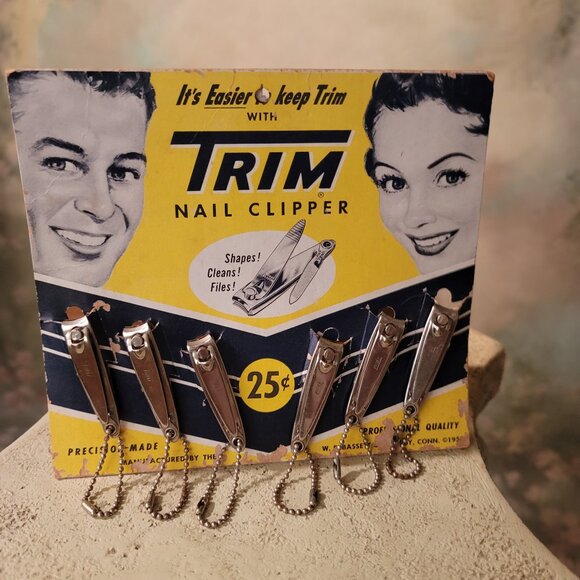 It's Easier keep Trim
WITH
TRIM®
NAIL CLIPPER
Shapes!
Cleans!
Files!
25¢
PRECISION-MADE PROFESSIONAL QUALITY
MANUFACTURED BY THE W. BASSETT CONN. ©195